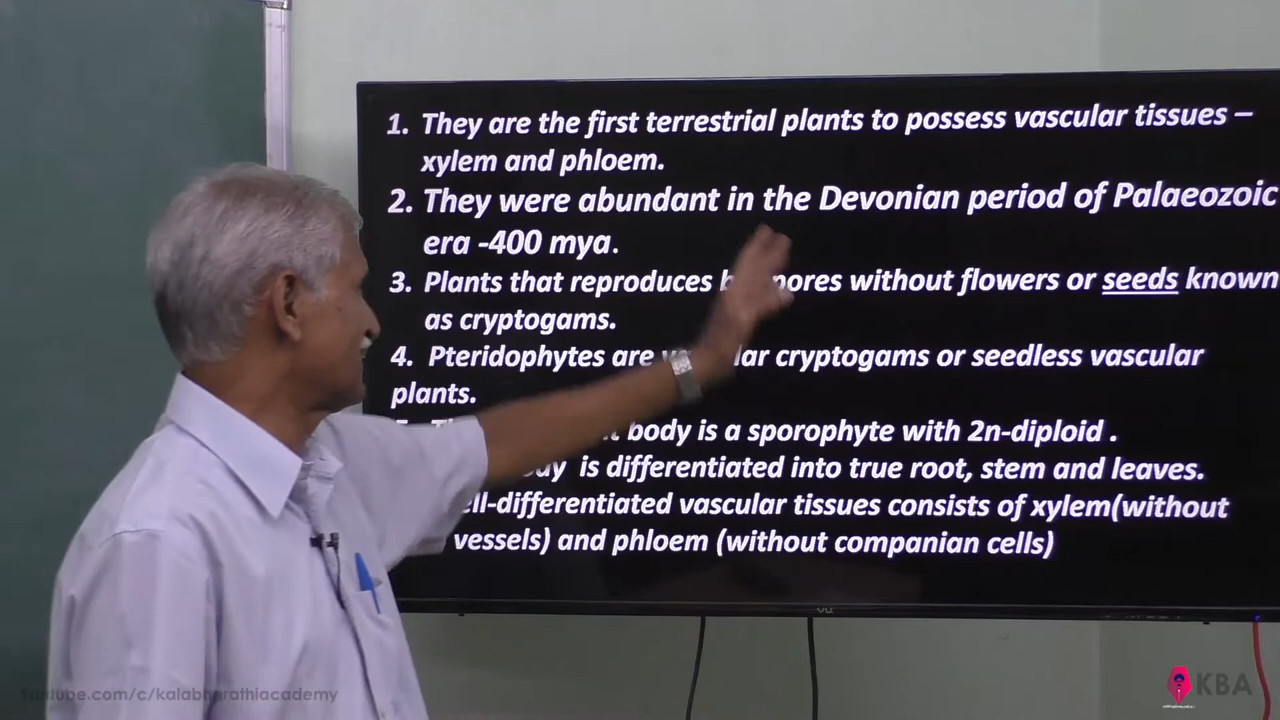 1. They are the first terrestrial plants to possess vascular tissues –
xylem and phloem.
2. They were abundant in the Devonian period of Palaeozoic
era -400 mya.
3. Plants that reproduces without flowers or seeds known
as cryptogams.
4. Pteridophytes are cryptogams or seedless vascular
plants.
body is a sporophyte with 2n-diploid .
is differentiated into true root, stem and leaves.
ell-differentiated vascular tissues consists of xylem(without
vessels) and phloem (without companian cells)
VU
YouTube.com/c/kalabharathiacademy
KBA